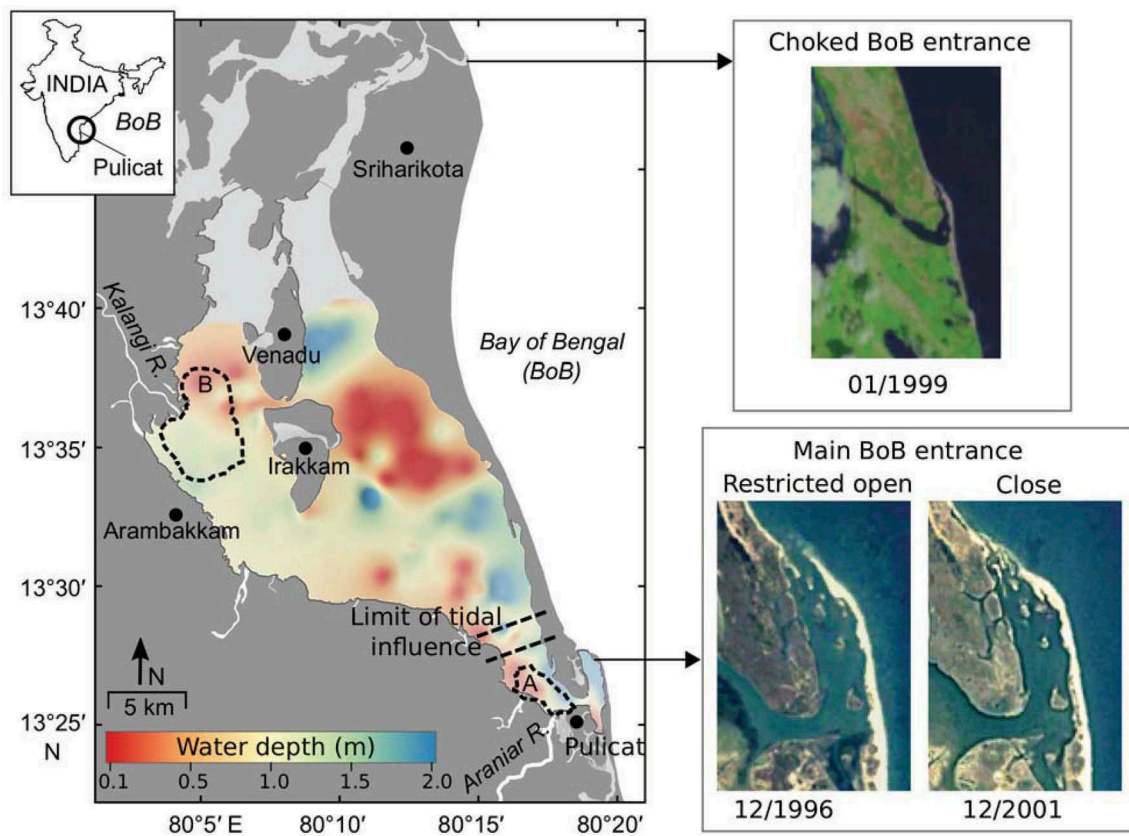 INDIA
BoB
Pulicat
Sriharikota
Kalangi R.
Venadu
B
Irakkam
Arambakkam
Bay of Bengal
(BoB)
Limit of tidal
influence
A
Araniar R.
Pulicat
N
5 km
Water depth (m)
0.1 0.5 1.0 1.5 2.0
13°40′
13°35′
13°30′
13°25′
N
80°5′ E 80°10′ 80°15′ 80°20′
Choked BoB entrance
01/1999
Main BoB entrance
Restricted open Close
12/1996 12/2001